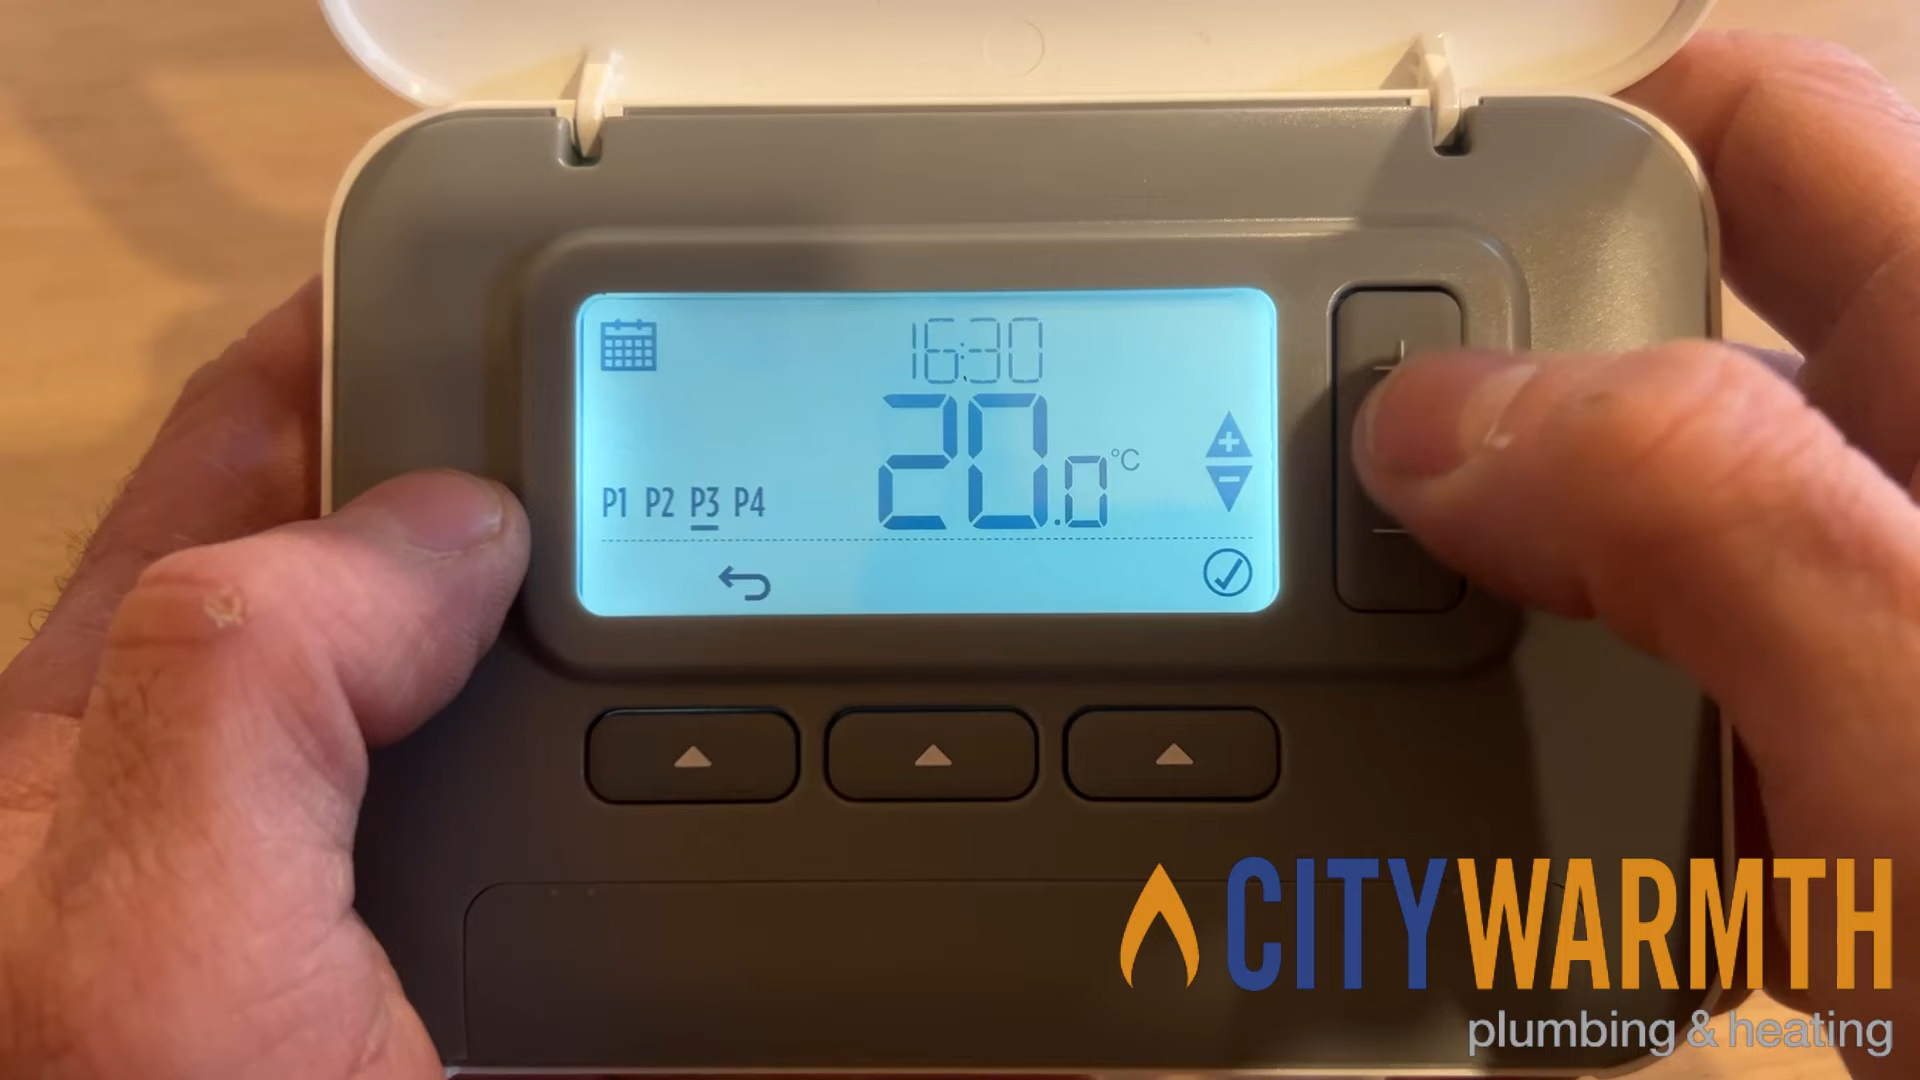 16:30
20.0°C
P1 P2 P3 P4
CITYWARMTH
plumbing & heating